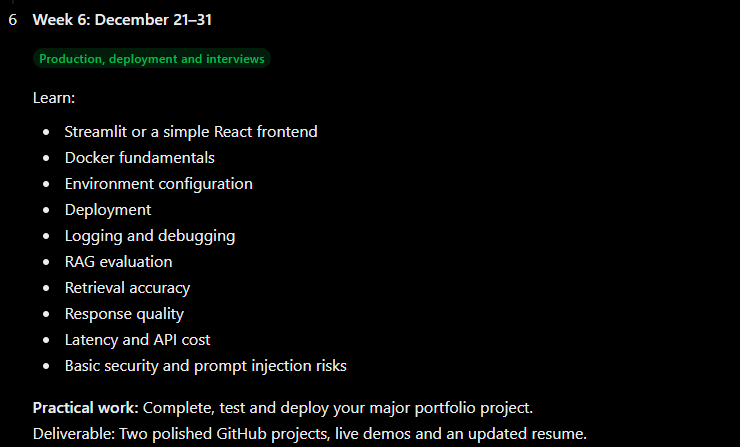 6 Week 6: December 21–31
Production, deployment and interviews
Learn:
• Streamlit or a simple React frontend
• Docker fundamentals
• Environment configuration
• Deployment
• Logging and debugging
• RAG evaluation
• Retrieval accuracy
• Response quality
• Latency and API cost
• Basic security and prompt injection risks
Practical work: Complete, test and deploy your major portfolio project.
Deliverable: Two polished GitHub projects, live demos and an updated resume.